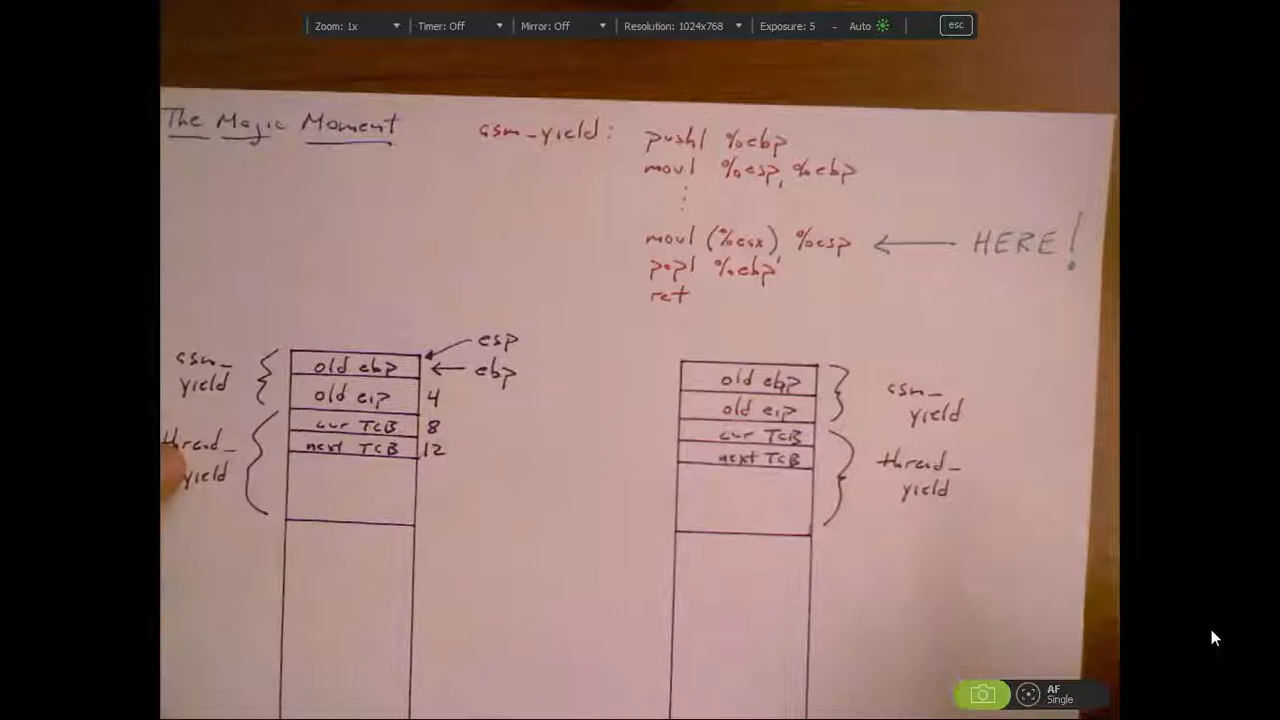 Zoom: 1x Timer: Off Mirror: Off Resolution: 1024x768 Exposure: 5 - Auto esc
The Magic Moment
asm_yield: pushl %ebp
movl %esp, %ebp
⋮
movl (%eax), %esp ← HERE!
popl %ebp
ret
asm_
yield
old ebp
esp
ebp
old eip 4
cur TCB 8
next TCB 12
thread_
yield
old ebp
old eip
cur TCB
next TCB
asm_
yield
thread_
yield
AF
Single